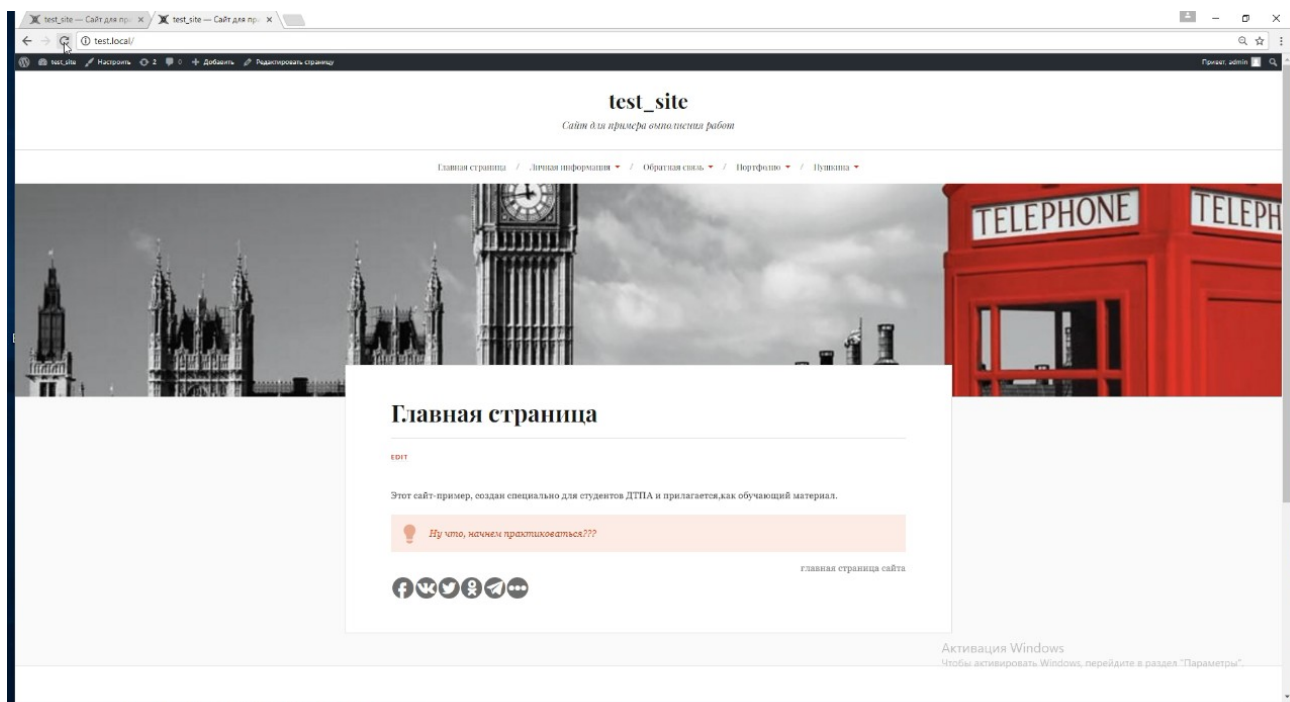 test_site — Сайт для пр
test_site — Сайт для пр
test.local/
test_site Настроить 2 0 Добавить Редактировать страницу Привет, admin
test_site
Сайт для примера выполнения работ
Главная страница / Личная информация / Обратная связь / Портфолио / Пушкина
TELEPHONE TELEPH
Главная страница
EDIT
Этот сайт-пример, создан специально для студентов ДТПА и прилагается,как обучающий материал.
Ну что, начнем практиковаться???
главная страница сайта
Активация Windows
Чтобы активировать Windows, перейдите в раздел "Параметры".